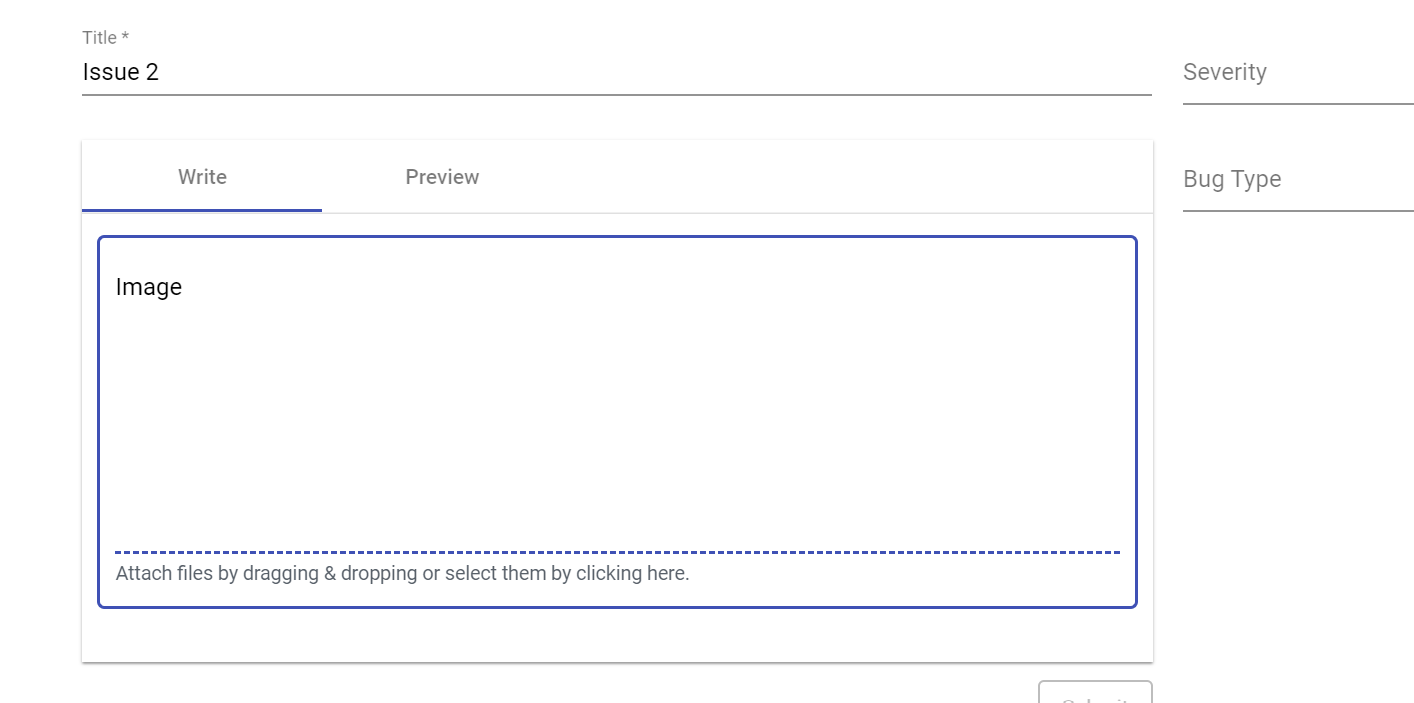 Title *
Issue 2
Severity
Write
Preview
Bug Type
Image
Attach files by dragging & dropping or select them by clicking here.